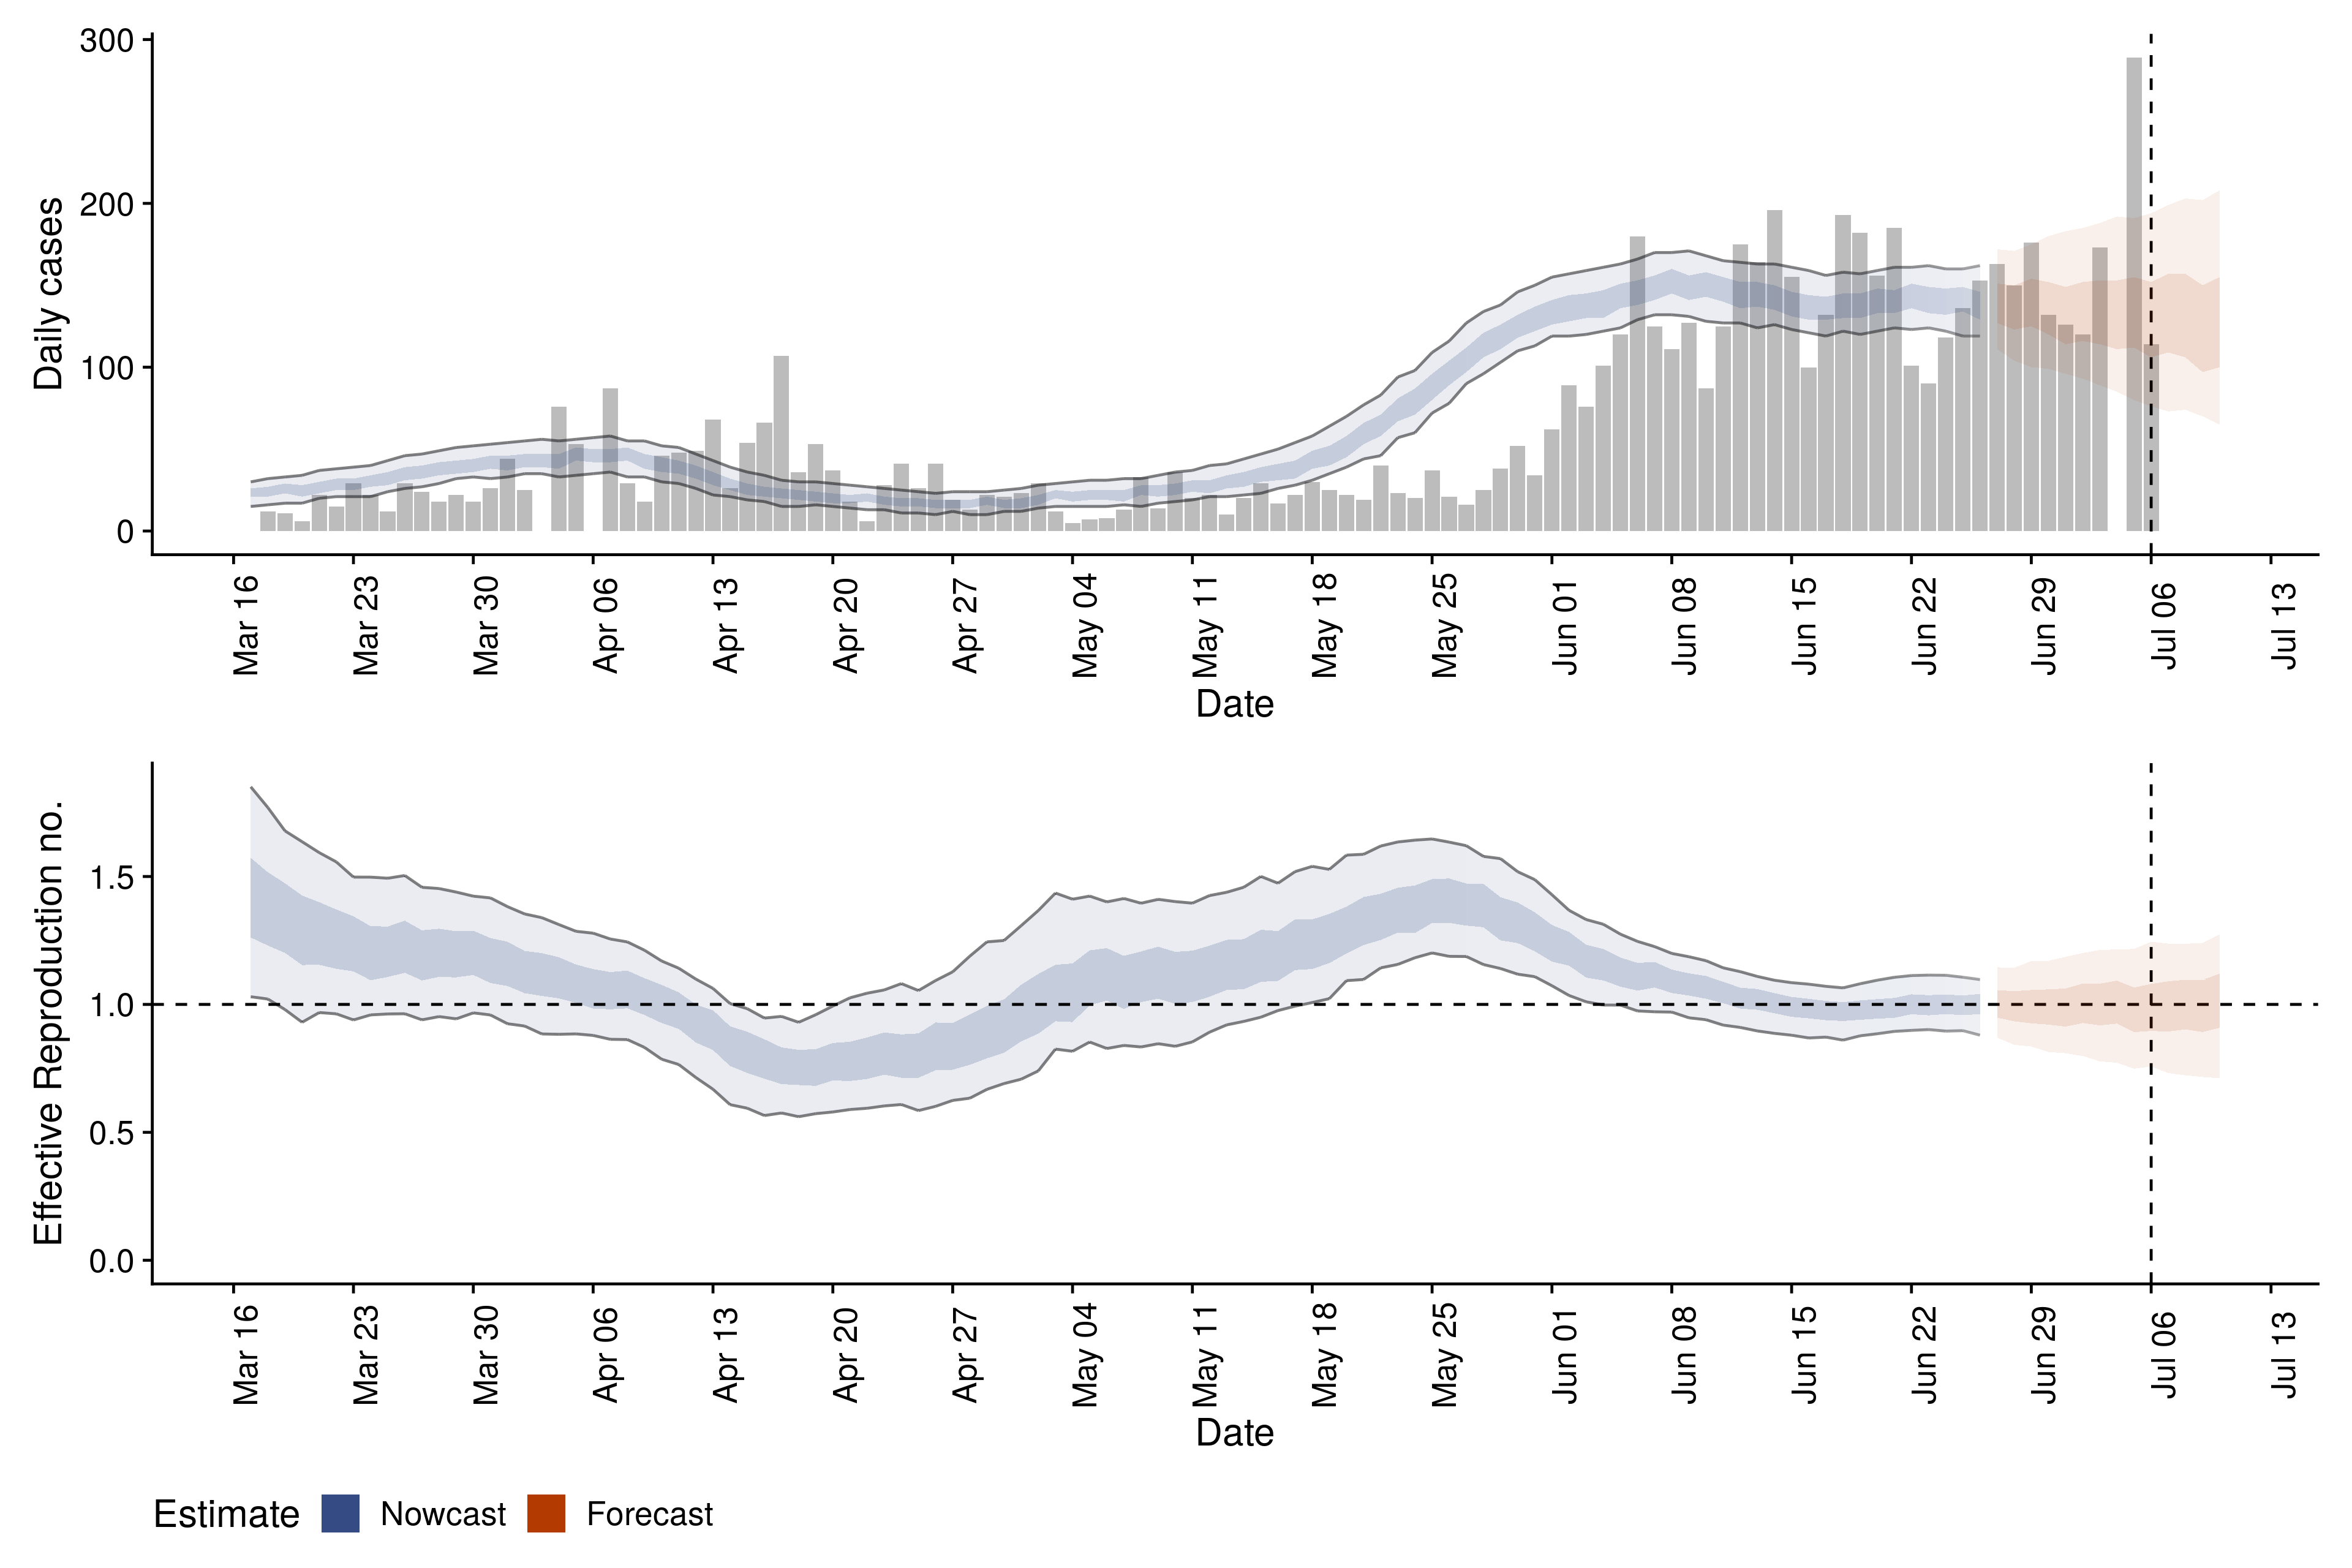 Daily cases
300
200
100
0
Mar 16
Mar 23
Mar 30
Apr 06
Apr 13
Apr 20
Apr 27
May 04
May 11
May 18
May 25
Jun 01
Jun 08
Jun 15
Jun 22
Jun 29
Jul 06
Jul 13
Date
Effective Reproduction no.
1.5
1.0
0.5
0.0
Mar 16
Mar 23
Mar 30
Apr 06
Apr 13
Apr 20
Apr 27
May 04
May 11
May 18
May 25
Jun 01
Jun 08
Jun 15
Jun 22
Jun 29
Jul 06
Jul 13
Date
Estimate Nowcast Forecast